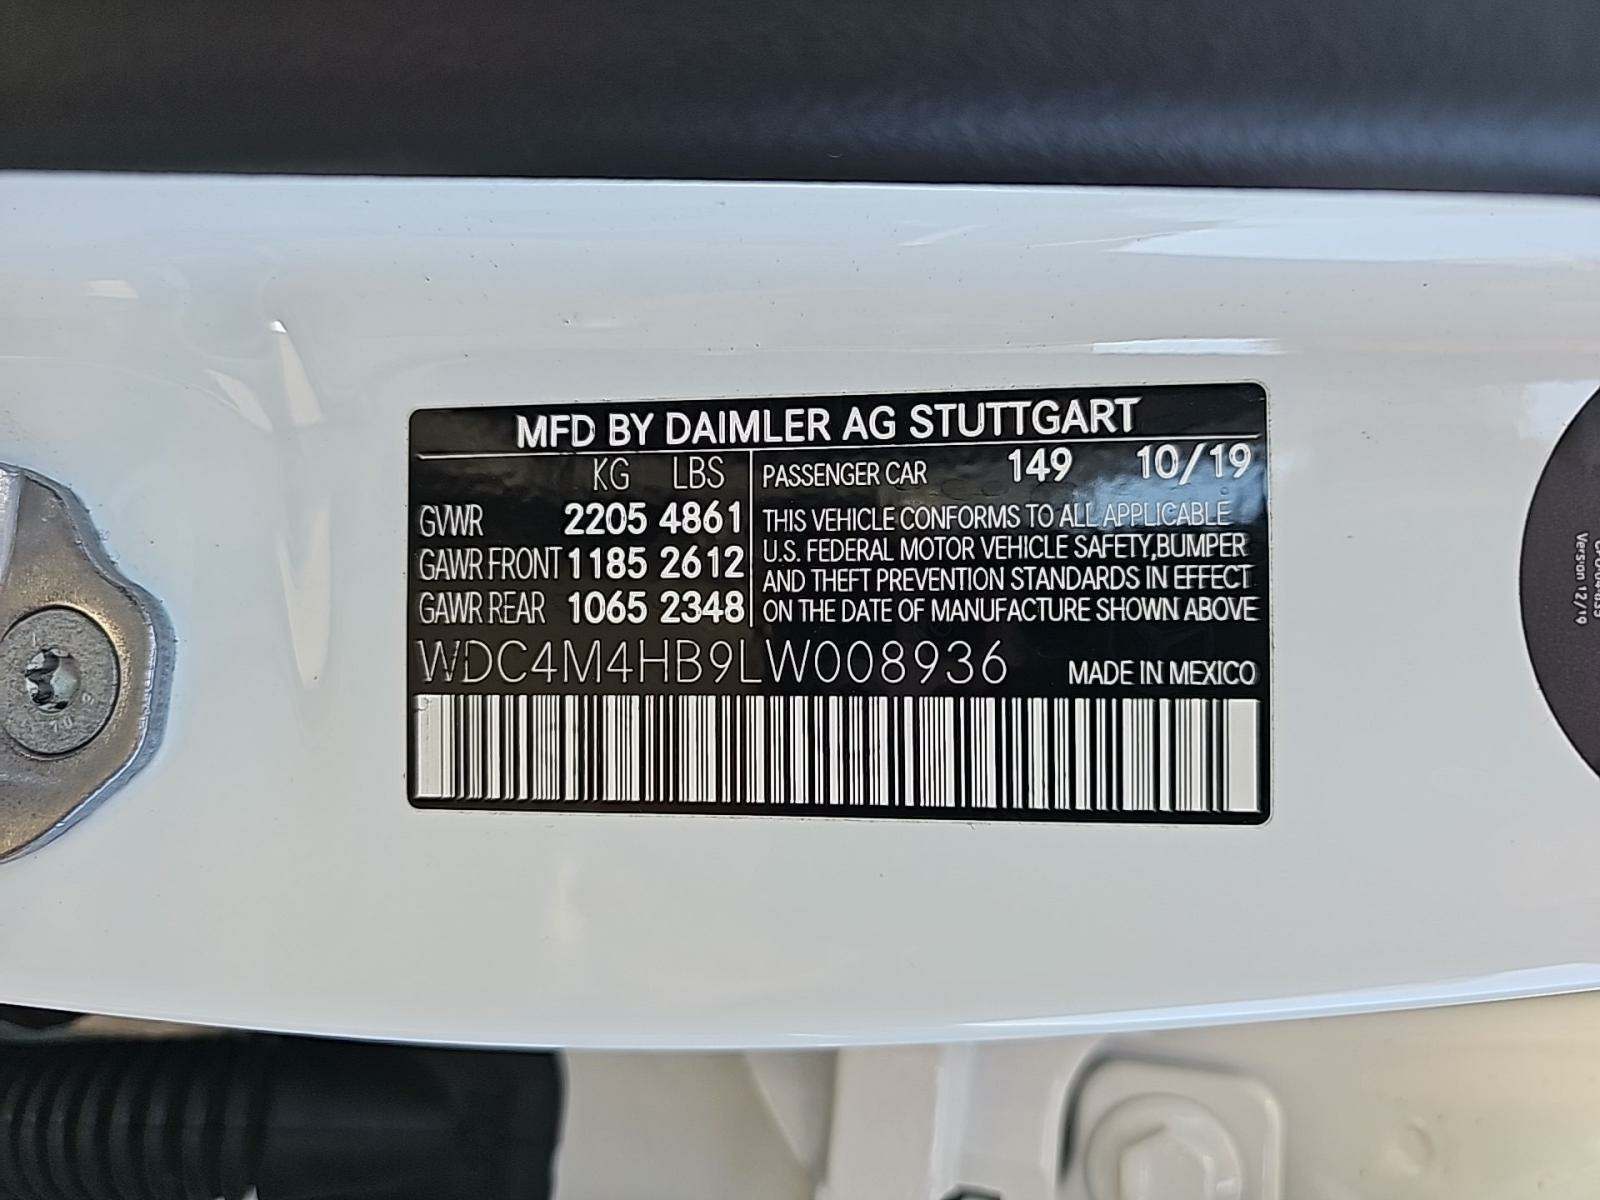 MFD BY DAIMLER AG STUTTGART
KG LBS
GVWR 2205 4861
GAWR FRONT 1185 2612
GAWR REAR 1065 2348
PASSENGER CAR 149 10/19
THIS VEHICLE CONFORMS TO ALL APPLICABLE
U.S. FEDERAL MOTOR VEHICLE SAFETY,BUMPER
AND THEFT PREVENTION STANDARDS IN EFFECT
ON THE DATE OF MANUFACTURE SHOWN ABOVE
WDC4M4HB9LW008936 MADE IN MEXICO
Version 12/19